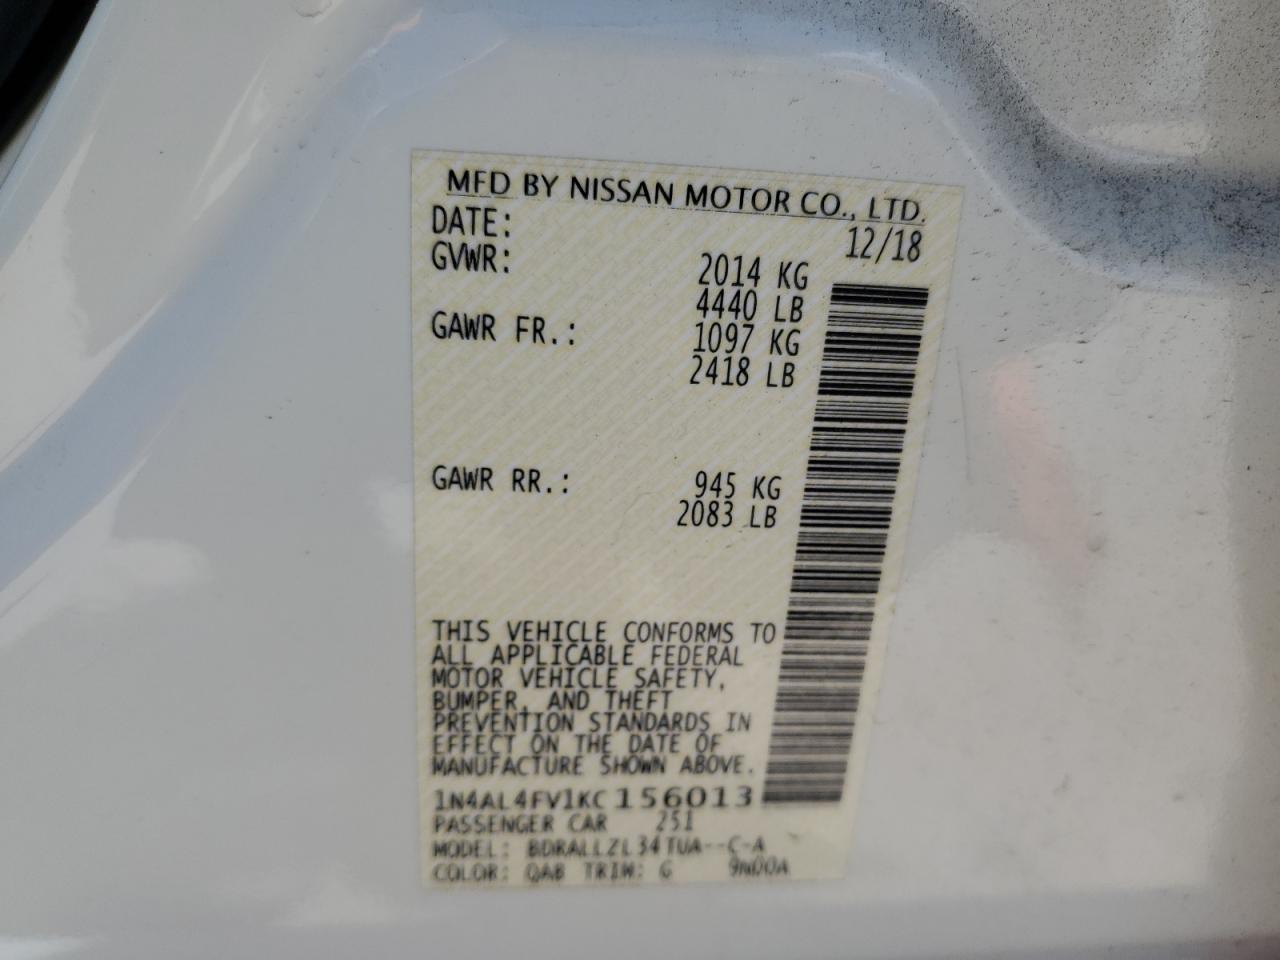 MFD BY NISSAN MOTOR CO., LTD.
DATE: 12/18
GVWR: 2014 KG
4440 LB
GAWR FR.: 1097 KG
2418 LB
GAWR RR.: 945 KG
2083 LB
THIS VEHICLE CONFORMS TO
ALL APPLICABLE FEDERAL
MOTOR VEHICLE SAFETY,
BUMPER, AND THEFT
PREVENTION STANDARDS IN
EFFECT ON THE DATE OF
MANUFACTURE SHOWN ABOVE.
1N4AL4FV1KC156013
PASSENGER CAR 251
MODEL: BDRALLZL34TUA--C-A
COLOR: QAB TRIM: G 9N00A